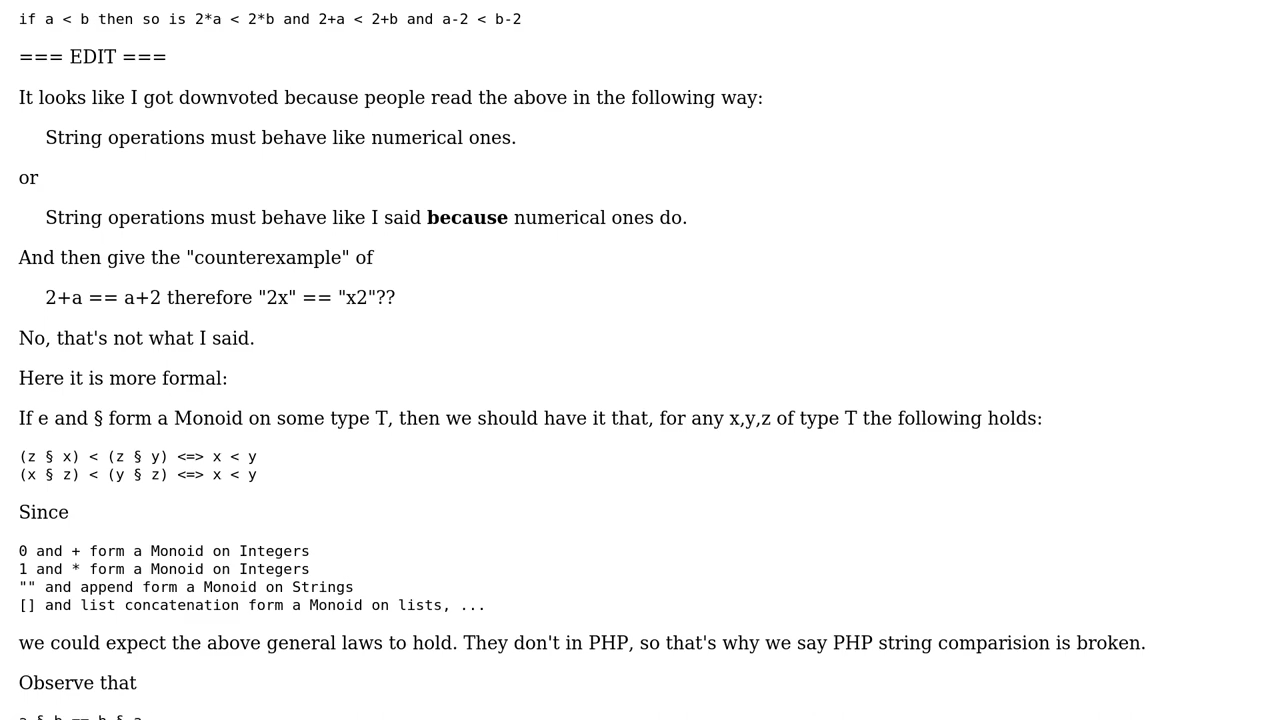 if a < b then so is 2*a < 2*b and 2+a < 2+b and a-2 < b-2
=== EDIT ===
It looks like I got downvoted because people read the above in the following way:
String operations must behave like numerical ones.
or
String operations must behave like I said because numerical ones do.
And then give the "counterexample" of
2+a == a+2 therefore "2x" == "x2"??
No, that's not what I said.
Here it is more formal:
If e and § form a Monoid on some type T, then we should have it that, for any x,y,z of type T the following holds:
(z § x) < (z § y) <=> x < y
(x § z) < (y § z) <=> x < y
Since
0 and + form a Monoid on Integers
1 and * form a Monoid on Integers
"" and append form a Monoid on Strings
[] and list concatenation form a Monoid on lists, ...
we could expect the above general laws to hold. They don't in PHP, so that's why we say PHP string comparision is broken.
Observe that
a § b == b § a